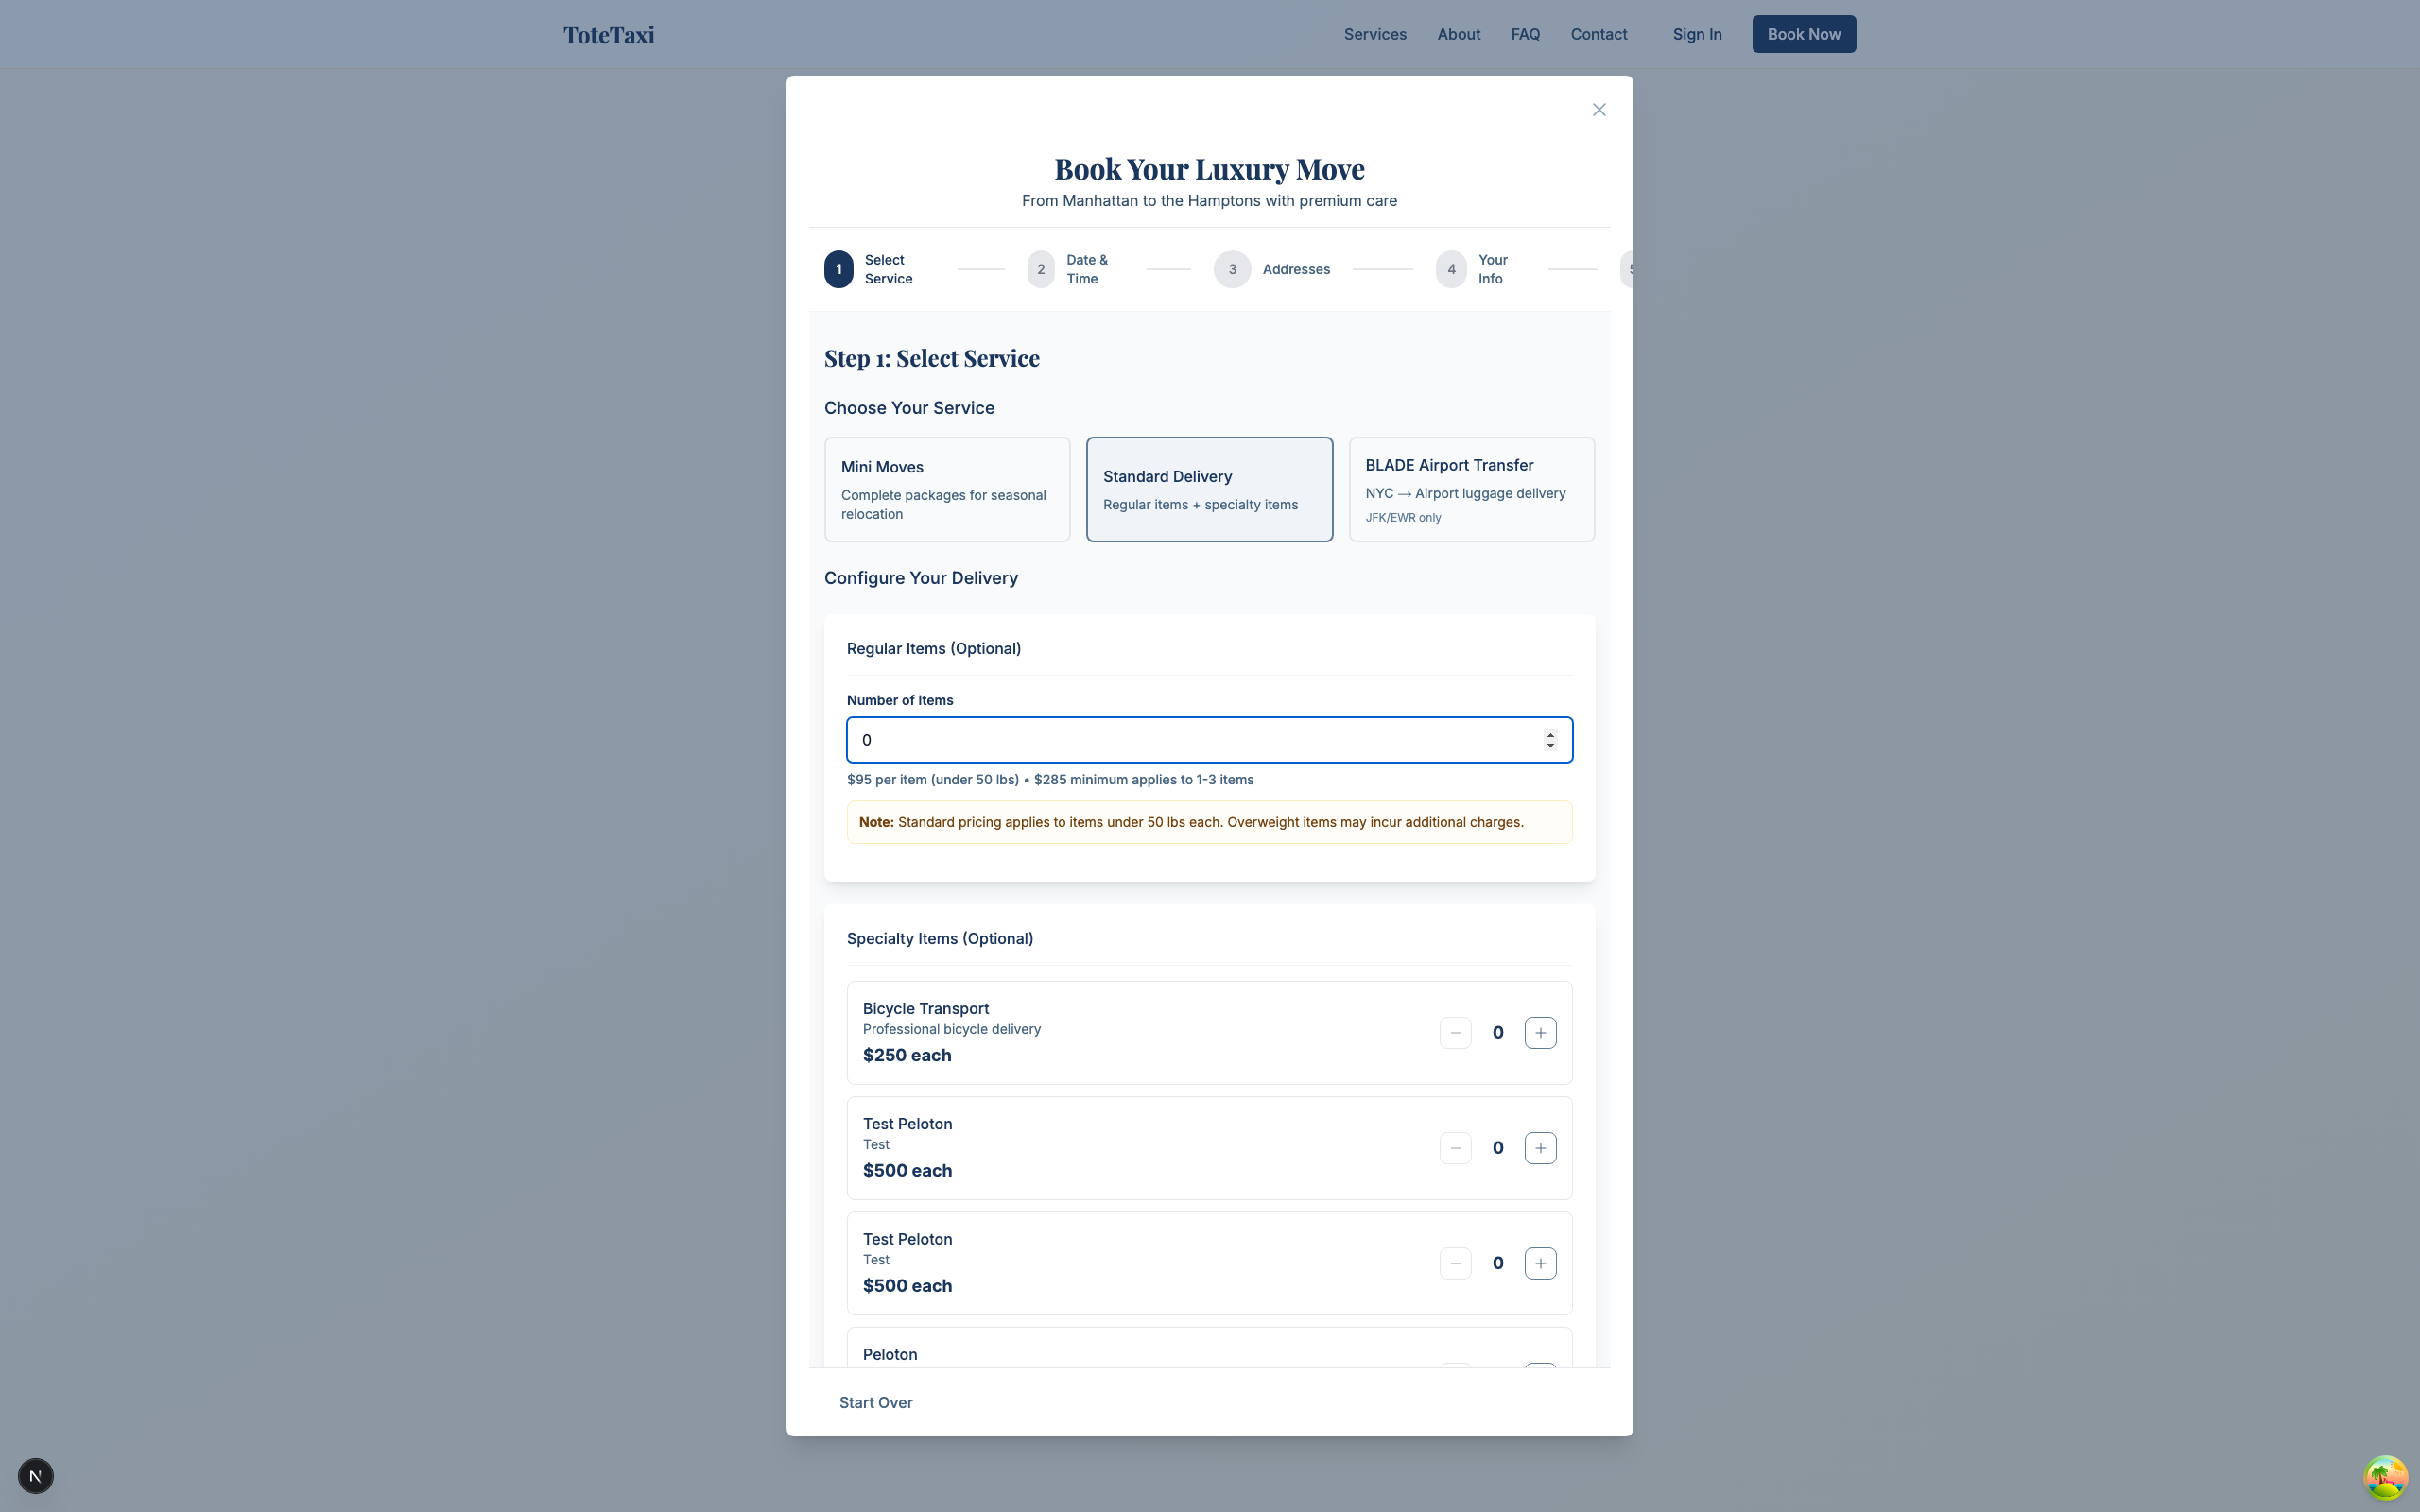 ToteTaxi
Services
About
FAQ
Contact
Sign In
Book Now
Book Your Luxury Move
From Manhattan to the Hamptons with premium care
1
Select
Service
2
Date &
Time
3
Addresses
4
Your
Info
5
Step 1: Select Service
Choose Your Service
Mini Moves
Complete packages for seasonal
relocation
Standard Delivery
Regular items + specialty items
BLADE Airport Transfer
NYC → Airport luggage delivery
JFK/EWR only
Configure Your Delivery
Regular Items (Optional)
Number of Items
0
$95 per item (under 50 lbs) • $285 minimum applies to 1-3 items
Note: Standard pricing applies to items under 50 lbs each. Overweight items may incur additional charges.
Specialty Items (Optional)
Bicycle Transport
Professional bicycle delivery
$250 each
− 0 +
Test Peloton
Test
$500 each
− 0 +
Test Peloton
Test
$500 each
− 0 +
Peloton
Start Over
N